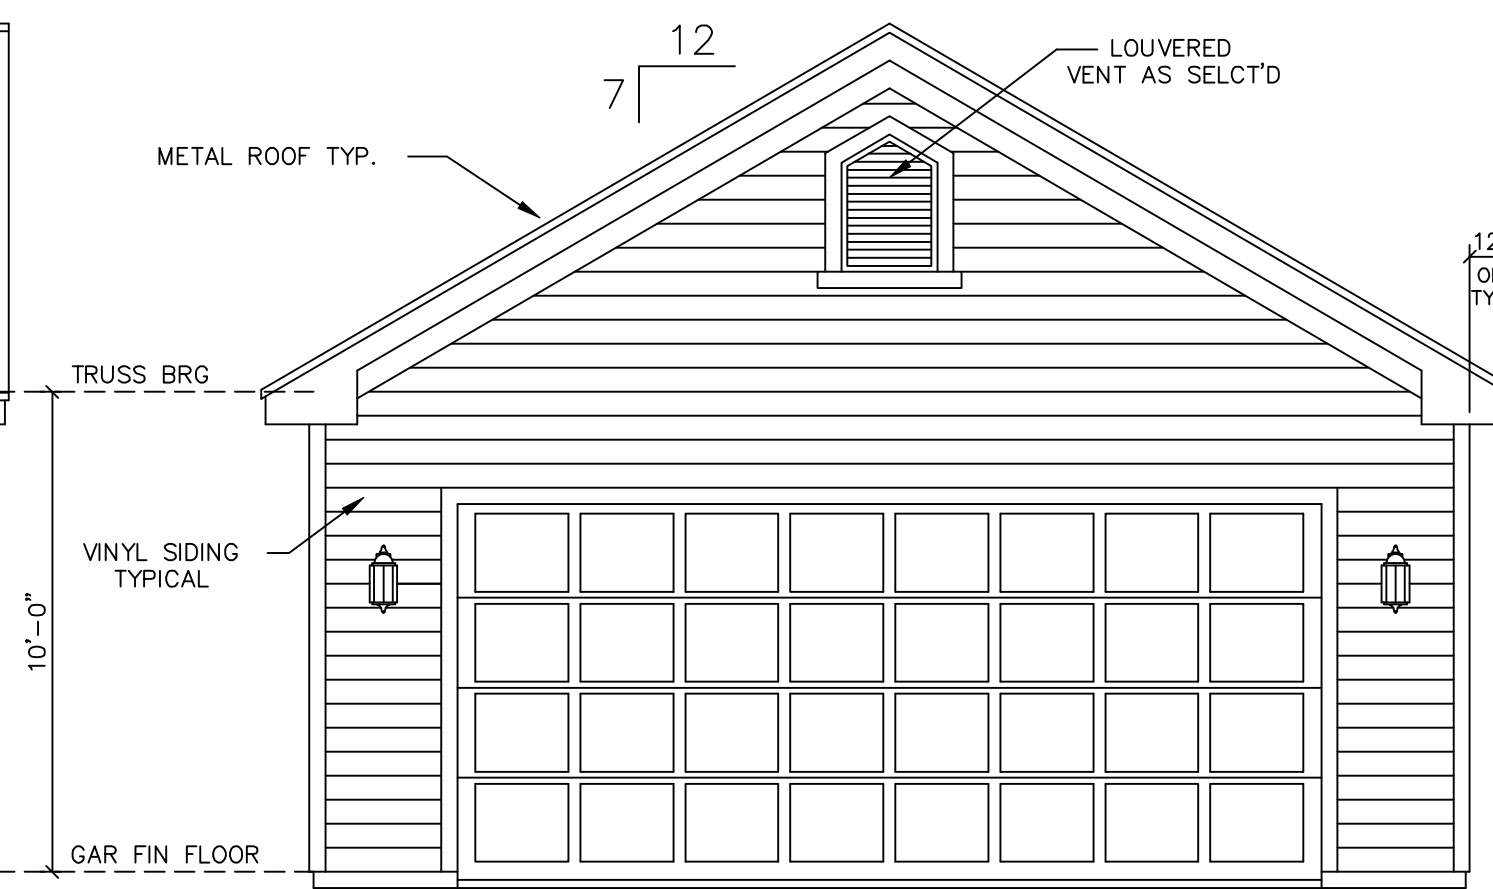 12
7
LOUVERED
VENT AS SELCT'D
METAL ROOF TYP.
12
TRUSS BRG
VINYL SIDING
TYPICAL
10'-0"
GAR FIN FLOOR